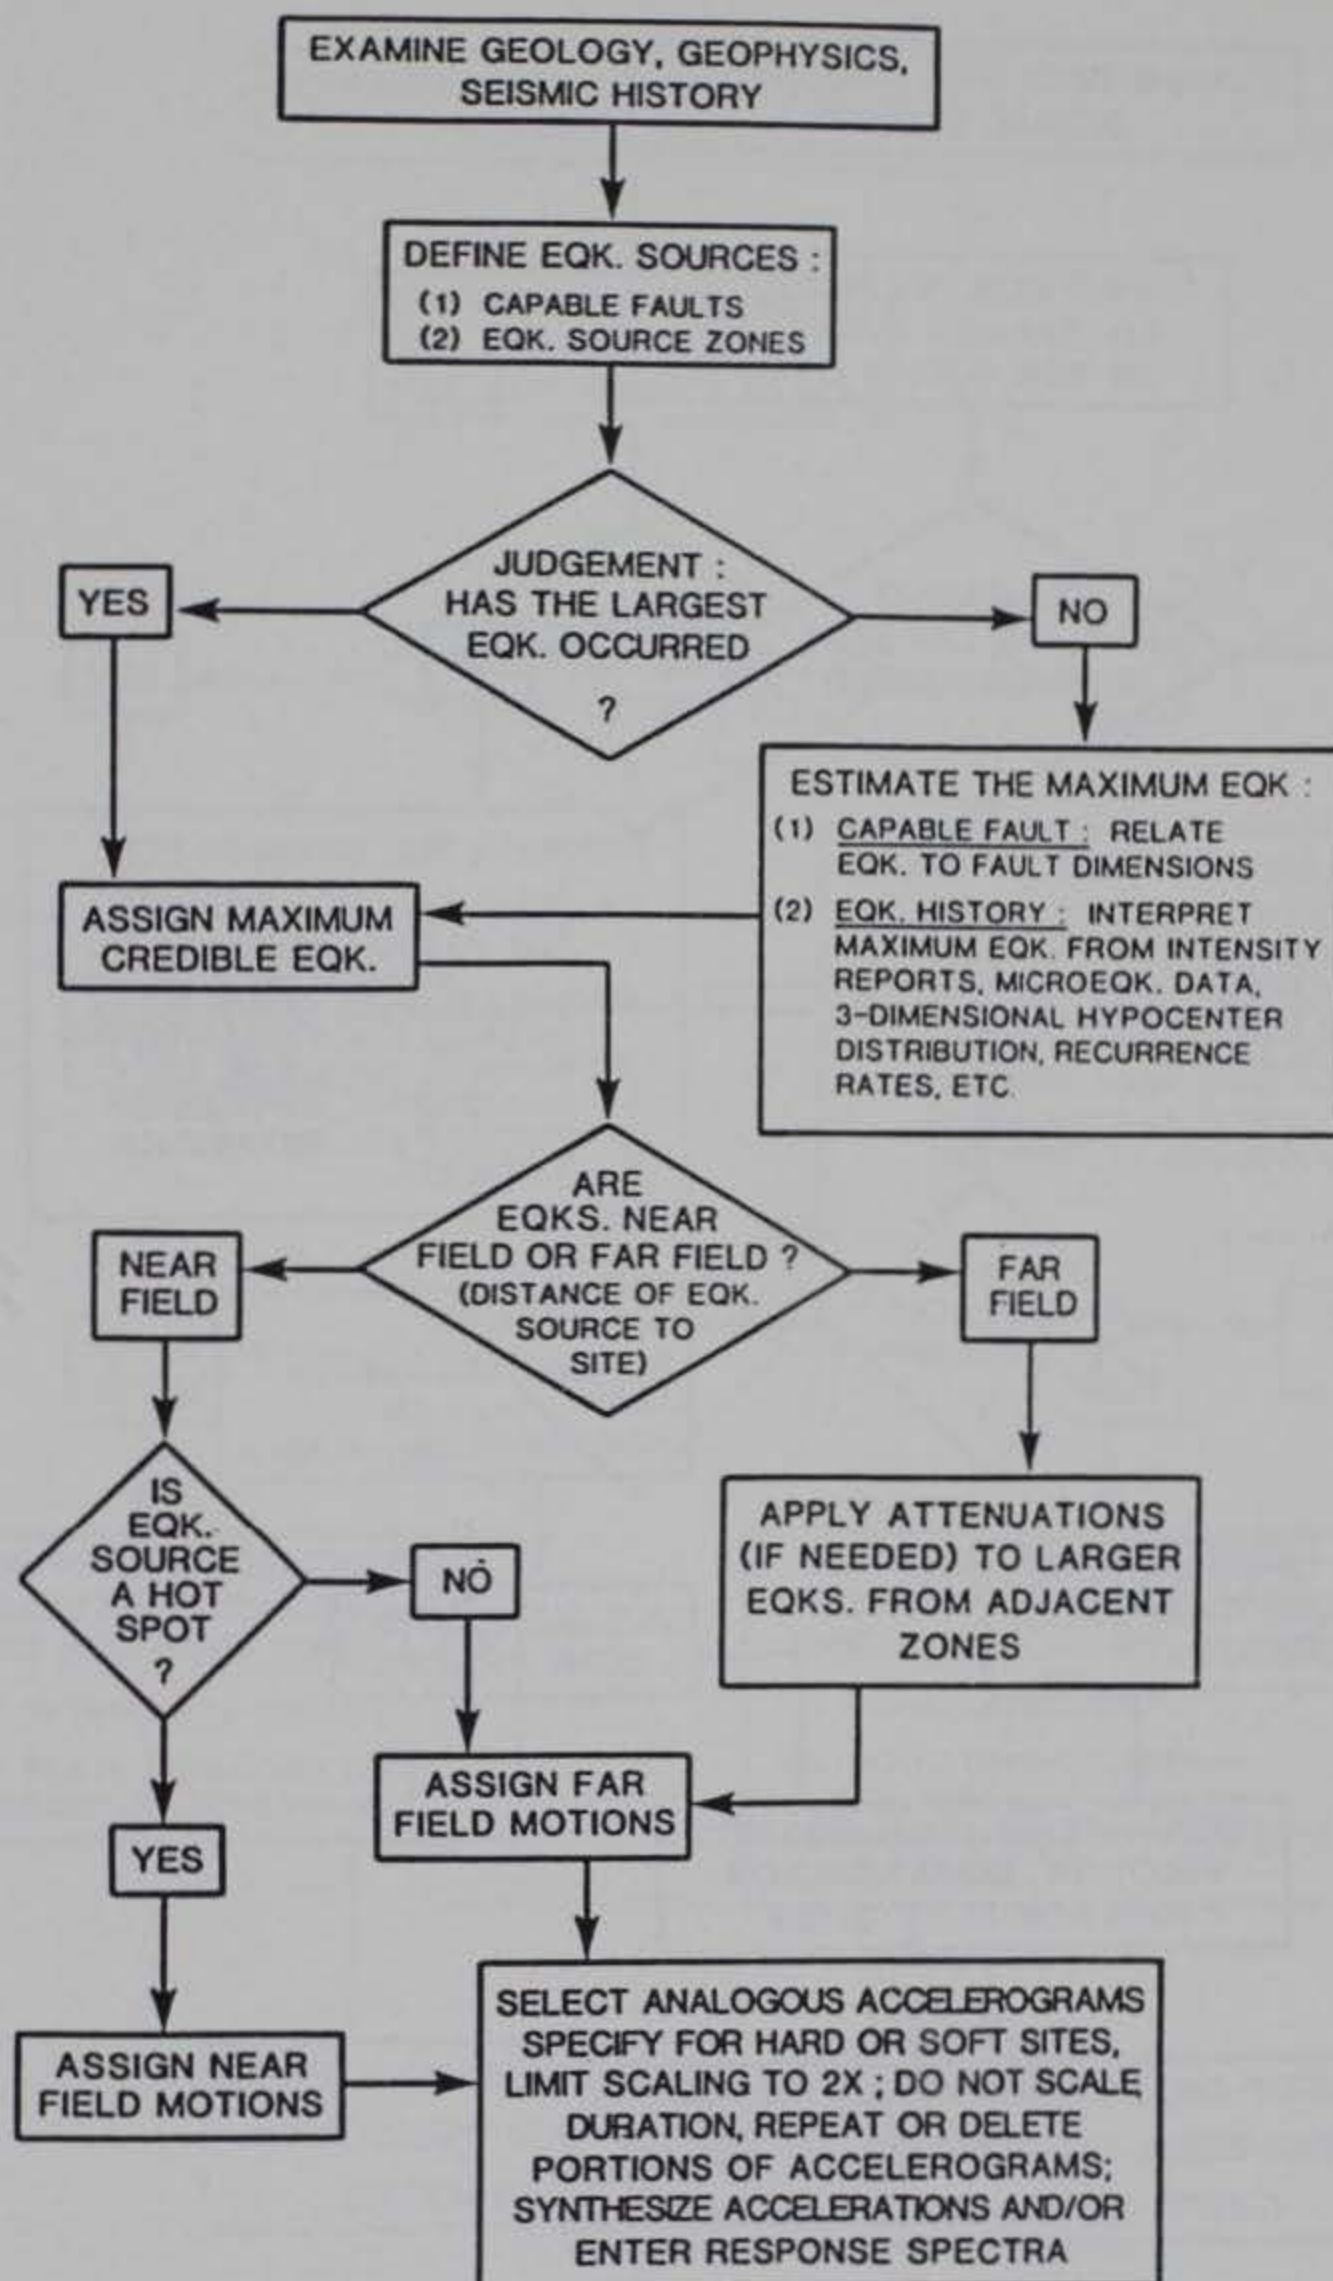 EXAMINE GEOLOGY, GEOPHYSICS,
SEISMIC HISTORY
DEFINE EQK. SOURCES :
(1) CAPABLE FAULTS
(2) EQK. SOURCE ZONES
JUDGEMENT :
HAS THE LARGEST
EQK. OCCURRED
?
YES
NO
ESTIMATE THE MAXIMUM EQK :
(1) CAPABLE FAULT : RELATE
EQK. TO FAULT DIMENSIONS
(2) EQK. HISTORY : INTERPRET
MAXIMUM EQK. FROM INTENSITY
REPORTS, MICROEQK. DATA,
3-DIMENSIONAL HYPOCENTER
DISTRIBUTION, RECURRENCE
RATES, ETC.
ASSIGN MAXIMUM
CREDIBLE EQK.
ARE
EQKS. NEAR
FIELD OR FAR FIELD ?
(DISTANCE OF EQK.
SOURCE TO
SITE)
NEAR
FIELD
FAR
FIELD
IS
EQK.
SOURCE
A HOT
SPOT
?
NO
APPLY ATTENUATIONS
(IF NEEDED) TO LARGER
EQKS. FROM ADJACENT
ZONES
ASSIGN FAR
FIELD MOTIONS
YES
ASSIGN NEAR
FIELD MOTIONS
SELECT ANALOGOUS ACCELEROGRAMS
SPECIFY FOR HARD OR SOFT SITES,
LIMIT SCALING TO 2X ; DO NOT SCALE
DURATION, REPEAT OR DELETE
PORTIONS OF ACCELEROGRAMS;
SYNTHESIZE ACCELERATIONS AND/OR
ENTER RESPONSE SPECTRA